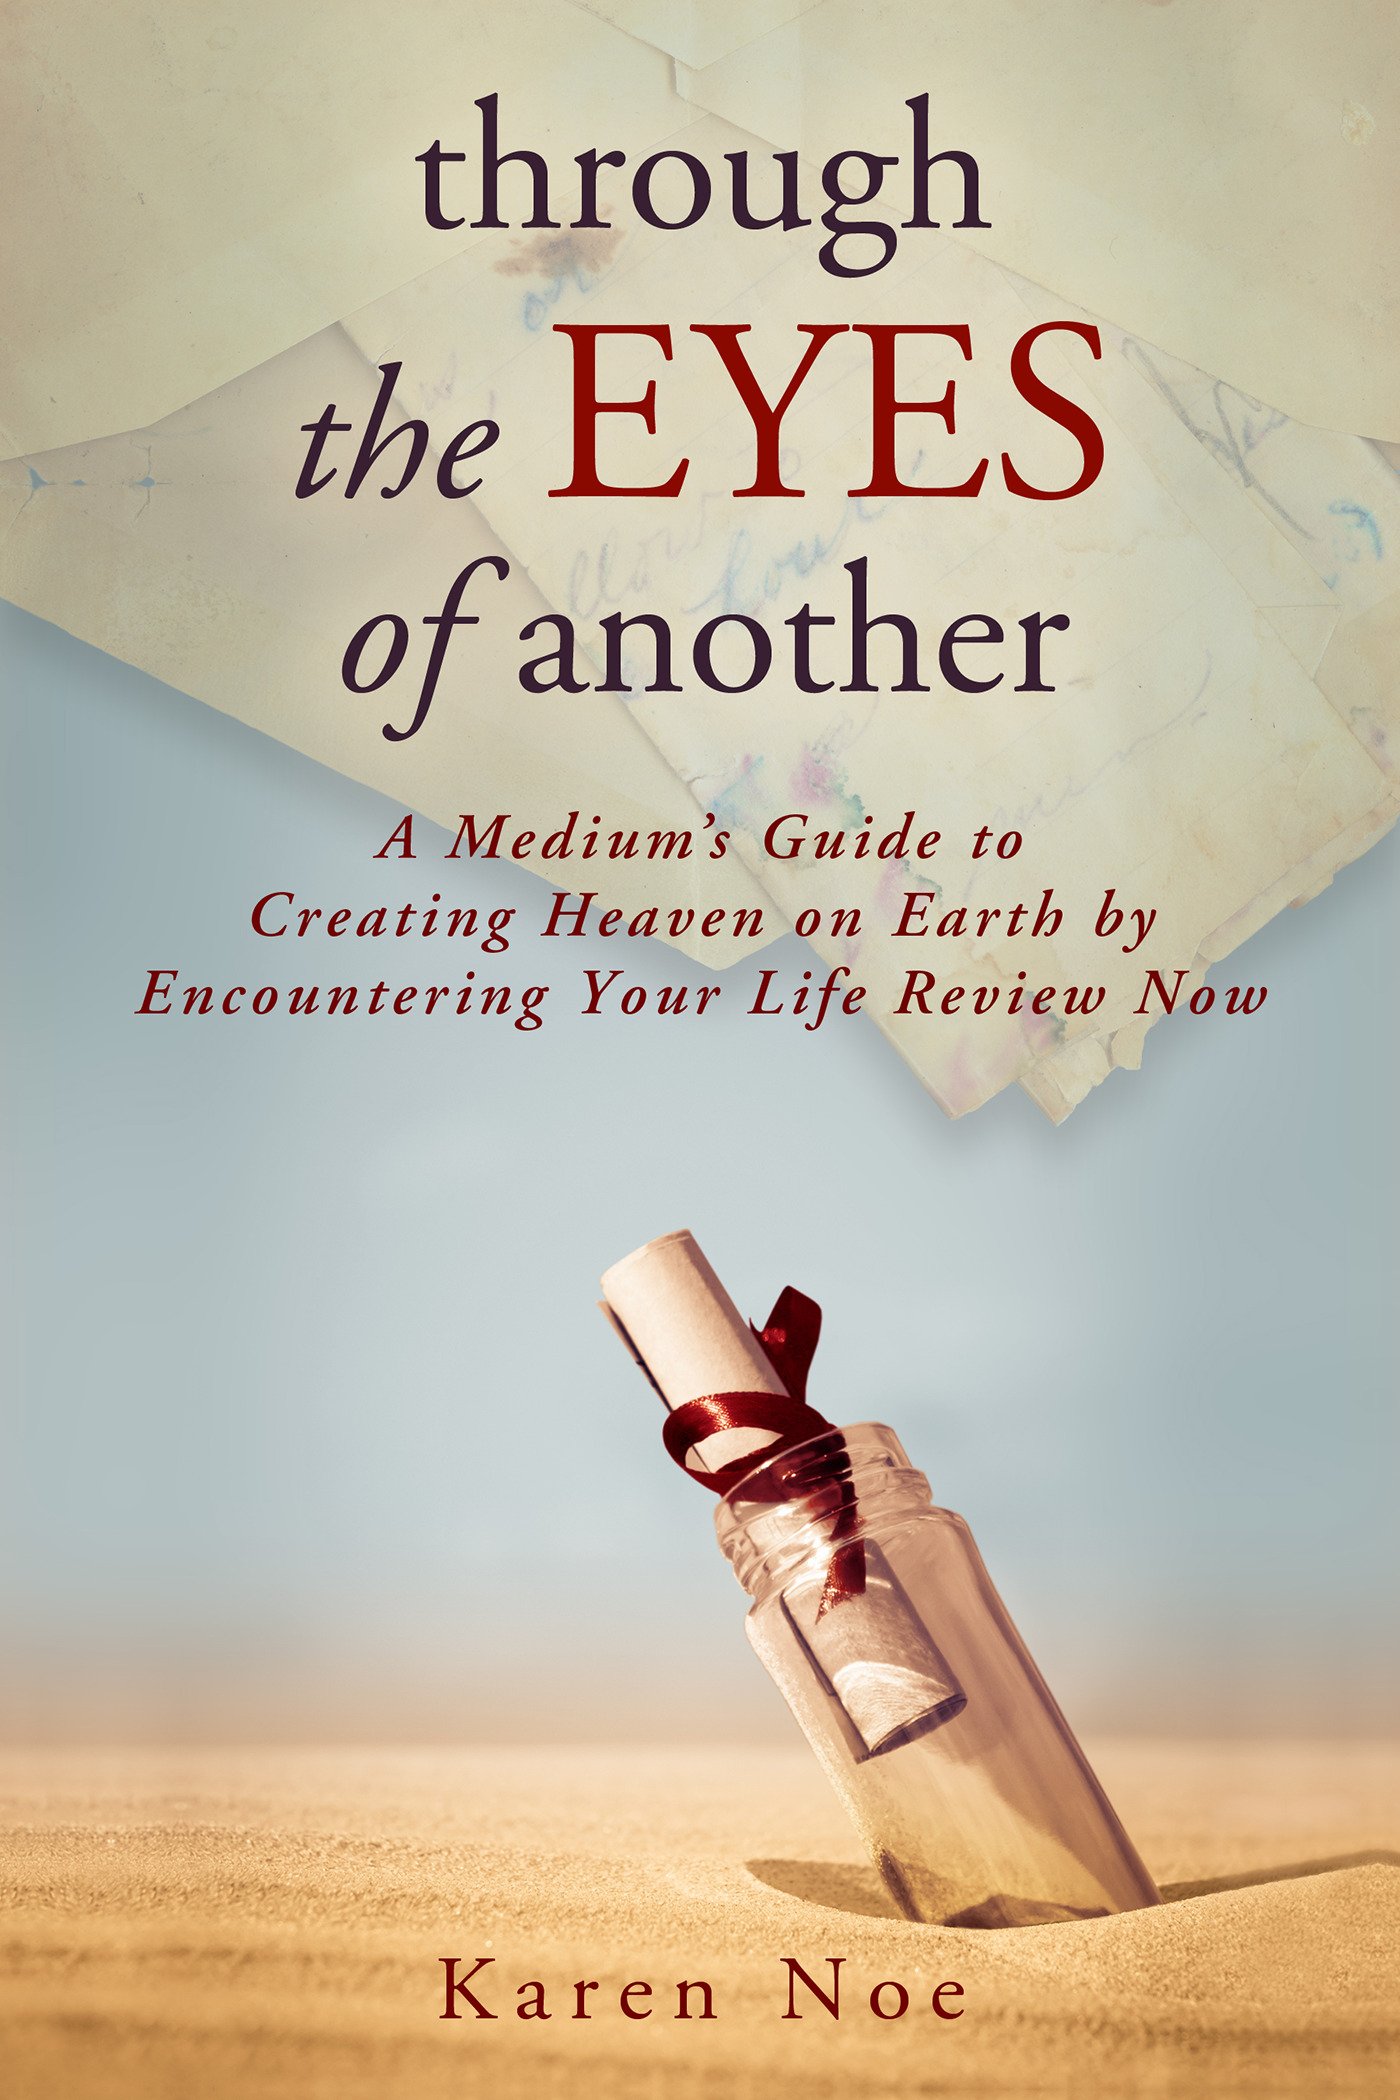 through
the EYES
of another
A Medium's Guide to
Creating Heaven on Earth by
Encountering Your Life Review Now
Karen Noe